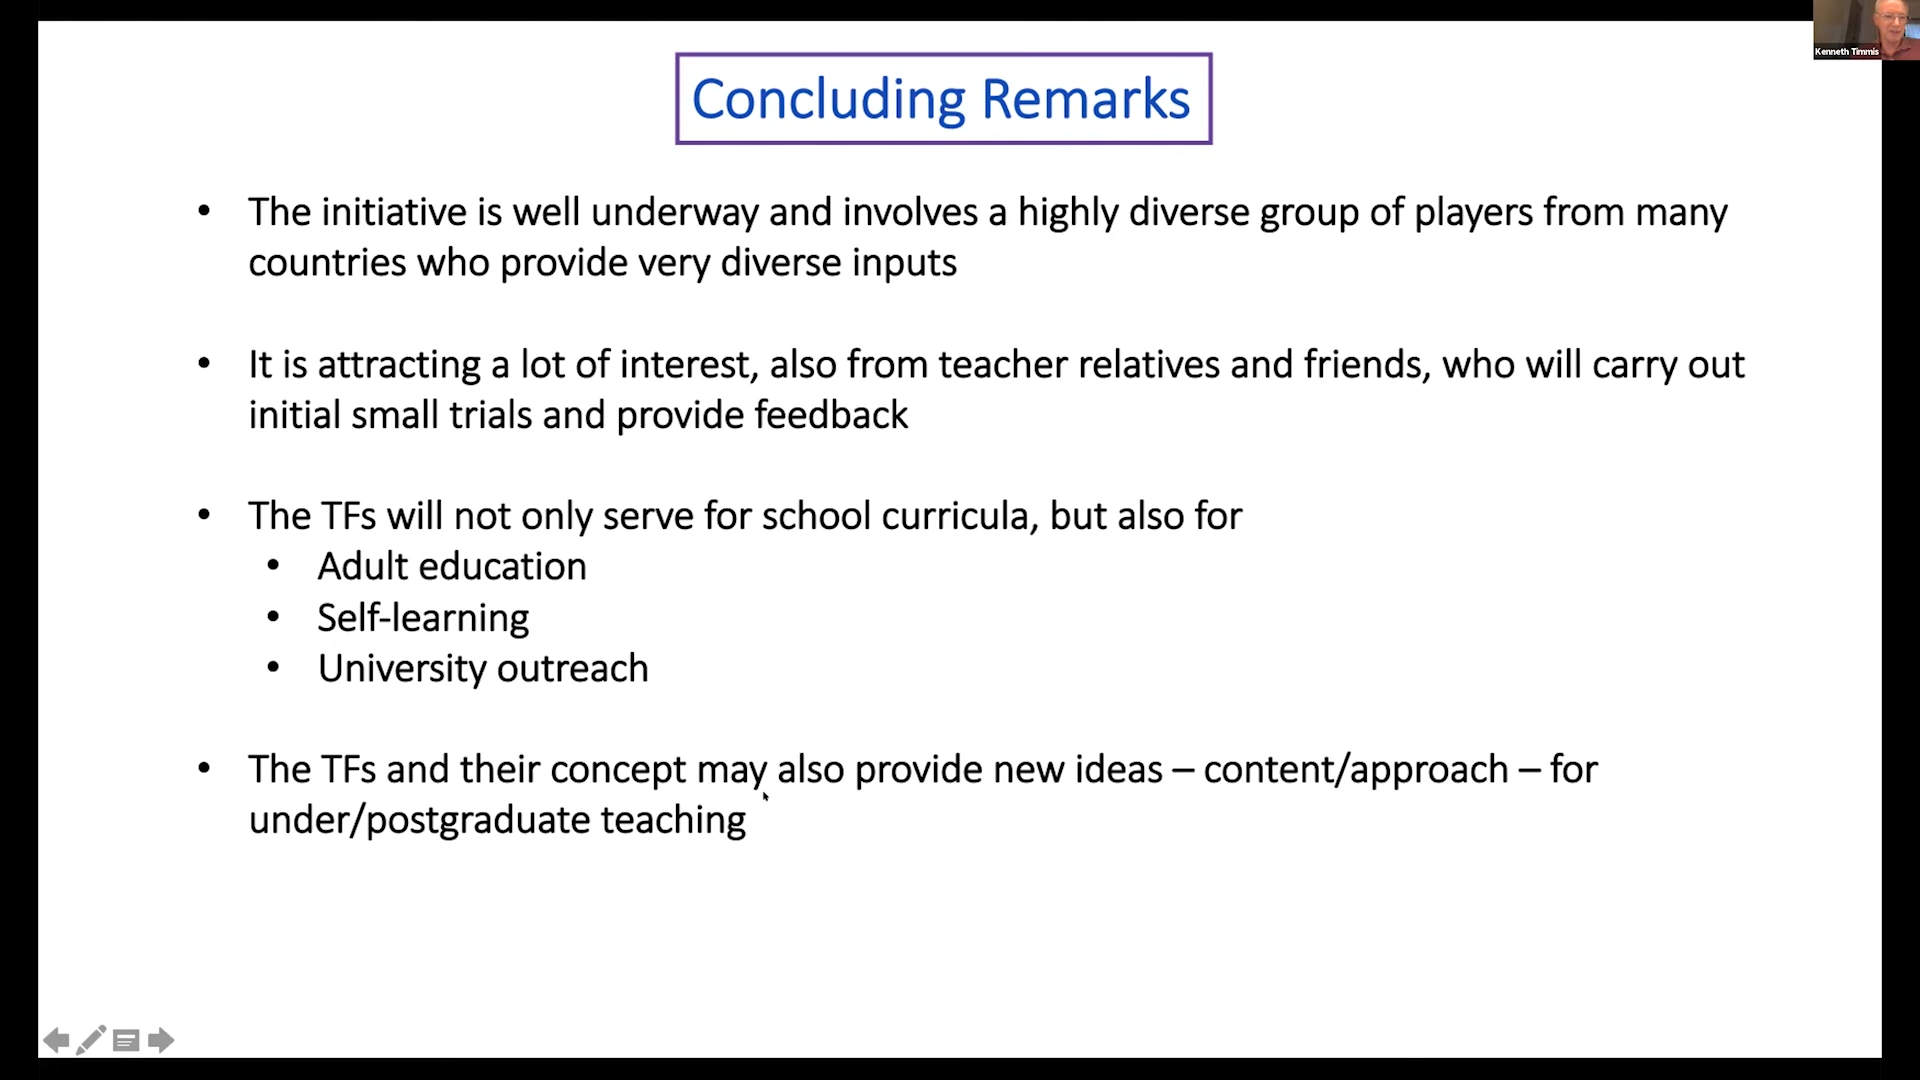 Kenneth Timmis
Concluding Remarks
• The initiative is well underway and involves a highly diverse group of players from many
countries who provide very diverse inputs
• It is attracting a lot of interest, also from teacher relatives and friends, who will carry out
initial small trials and provide feedback
• The TFs will not only serve for school curricula, but also for
• Adult education
• Self-learning
• University outreach
• The TFs and their concept may also provide new ideas – content/approach – for
under/postgraduate teaching